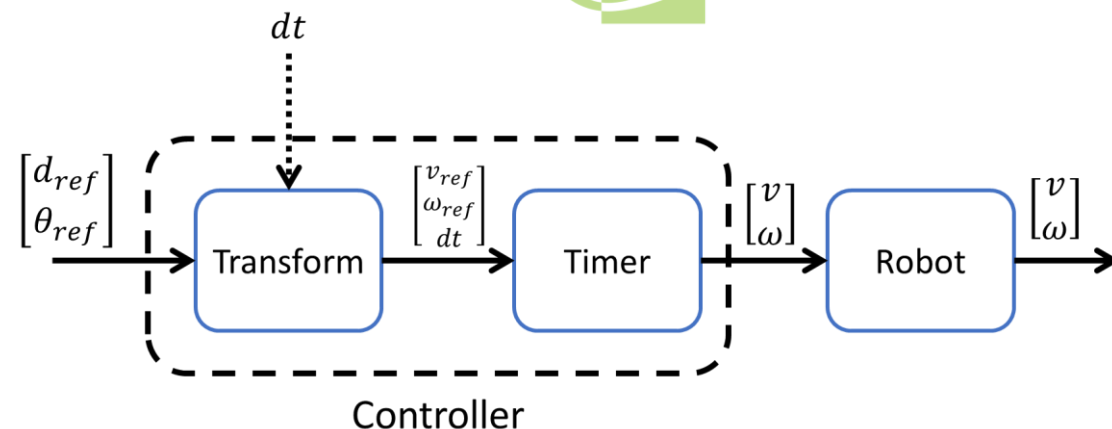 dt
[d_ref
θ_ref]
[v_ref
ω_ref
dt]
[v
ω]
[v
ω]
Transform
Timer
Robot
Controller